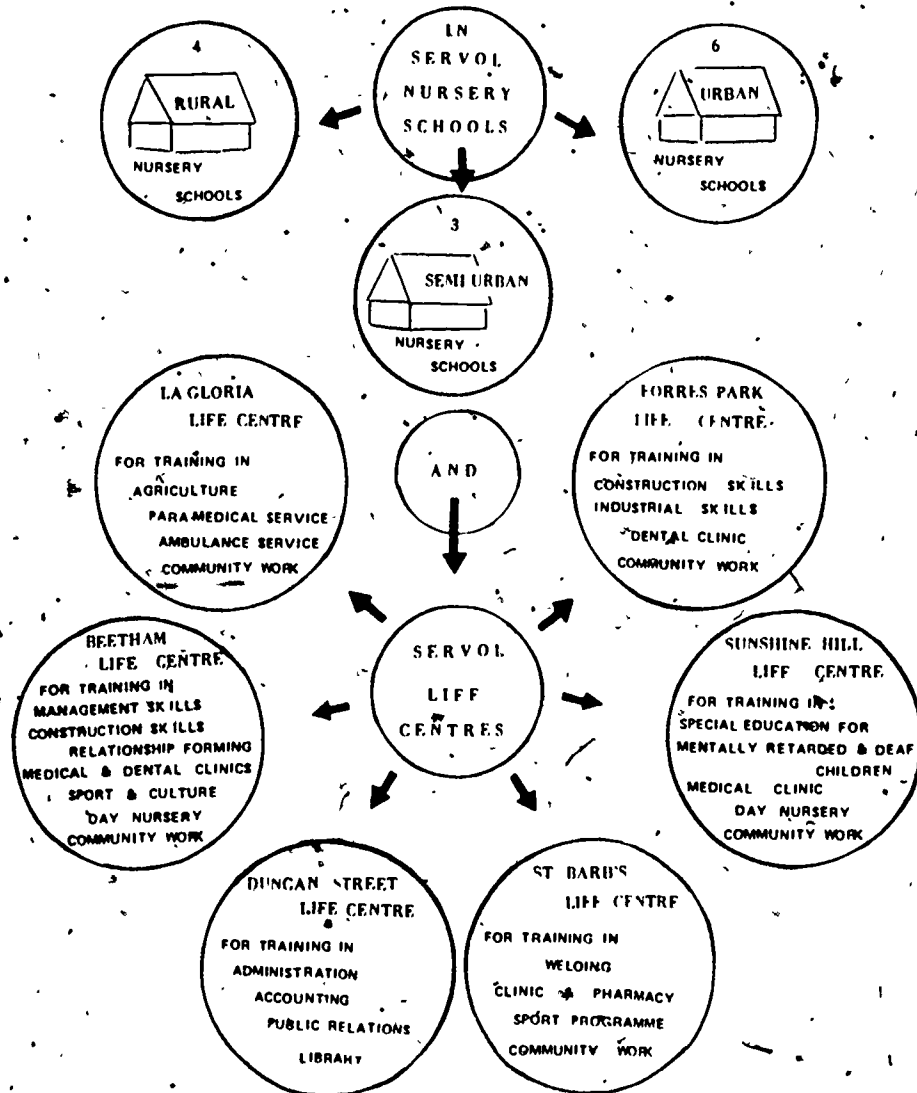 IN
SERVOL
NURSERY
SCHOOLS
4
RURAL
NURSERY
SCHOOLS
6
URBAN
NURSERY
SCHOOLS
3
SEMI URBAN
NURSERY
SCHOOLS
AND
SERVOL
LIFE
CENTRES
LA GLORIA
LIFE CENTRE
FOR TRAINING IN
AGRICULTURE
PARA-MEDICAL SERVICE
AMBULANCE SERVICE
COMMUNITY WORK
FORRES PARK
LIFE CENTRE
FOR TRAINING IN
CONSTRUCTION SKILLS
INDUSTRIAL SKILLS
DENTAL CLINIC
COMMUNITY WORK
BEETHAM
LIFE CENTRE
FOR TRAINING IN
MANAGEMENT SKILLS
CONSTRUCTION SKILLS
RELATIONSHIP FORMING
MEDICAL & DENTAL CLINICS
SPORT & CULTURE
DAY NURSERY
COMMUNITY WORK
SUNSHINE HILL
LIFE CENTRE
FOR TRAINING IN:
SPECIAL EDUCATION FOR
MENTALLY RETARDED & DEAF
CHILDREN
MEDICAL CLINIC
DAY NURSERY
COMMUNITY WORK
DUNCAN STREET
LIFE CENTRE
FOR TRAINING IN
ADMINISTRATION
ACCOUNTING
PUBLIC RELATIONS
LIBRARY
ST BARB'S
LIFE CENTRE
FOR TRAINING IN
WELDING
CLINIC & PHARMACY
SPORT PROGRAMME
COMMUNITY WORK